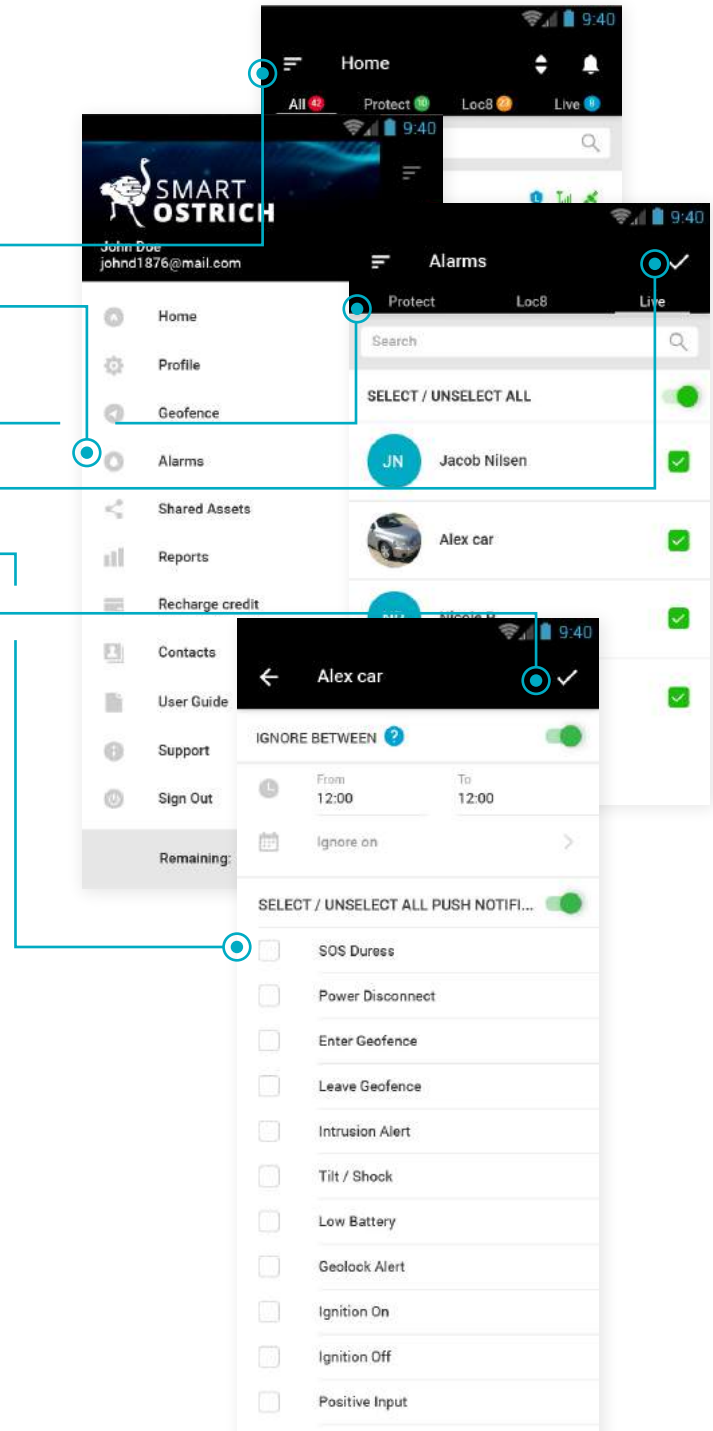 9:40
Home
All 42 Protect 10 Loc8 23 Live 8
9:40
SMART
OSTRICH
John Doe
johnd1876@mail.com
Home
Profile
Geofence
Alarms
Shared Assets
Reports
Recharge credit
Contacts
User Guide
Support
Sign Out
Remaining:
9:40
Alarms
Protect Loc8 Live
Search
SELECT / UNSELECT ALL
JN Jacob Nilsen
Alex car
9:40
Alex car
IGNORE BETWEEN ?
From To
12:00 12:00
Ignore on
SELECT / UNSELECT ALL PUSH NOTIFI...
SOS Duress
Power Disconnect
Enter Geofence
Leave Geofence
Intrusion Alert
Tilt / Shock
Low Battery
Geolock Alert
Ignition On
Ignition Off
Positive Input